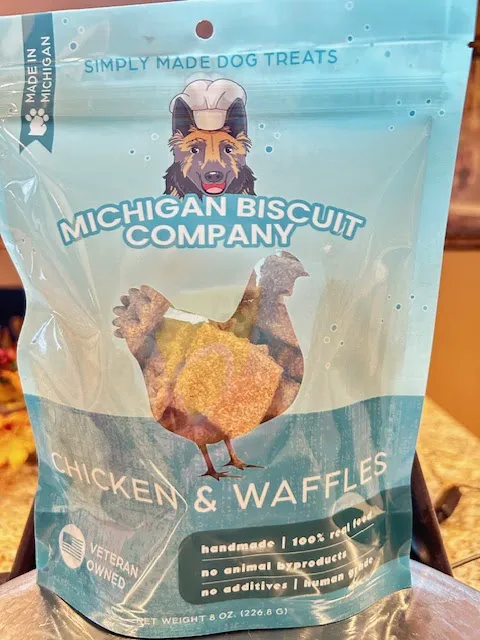 MADE IN
MICHIGAN
SIMPLY MADE DOG TREATS
MICHIGAN BISCUIT
COMPANY
CHICKEN & WAFFLES
handmade | 100% real food
no animal byproducts
no additives | human grade
VETERAN
OWNED
NET WEIGHT 8 OZ. (226.8 G)